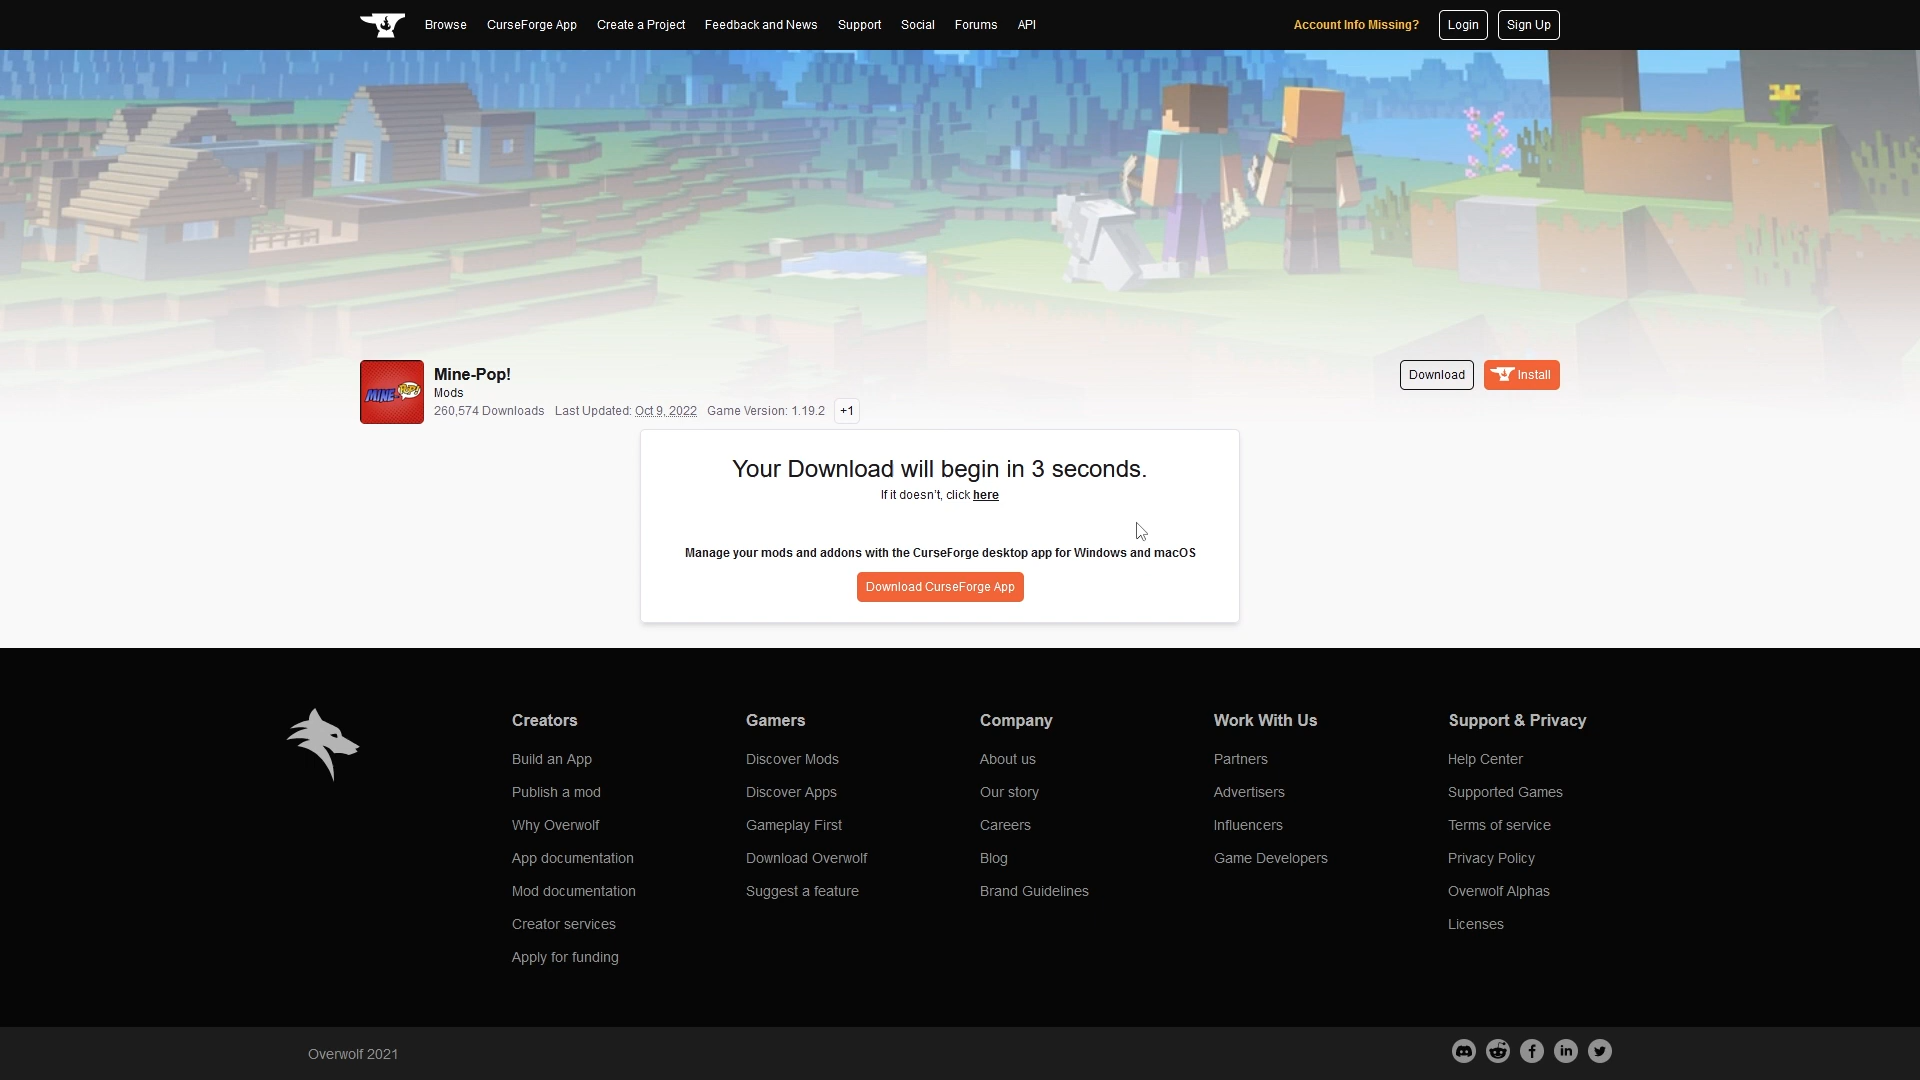 Browse CurseForge App Create a Project Feedback and News Support Social Forums API Account Info Missing? Login Sign Up
MINE POP!
Mine-Pop!
Mods
260,574 Downloads Last Updated: Oct 9, 2022 Game Version: 1.19.2 +1
Download Install
Your Download will begin in 3 seconds.
If it doesn't, click here
Manage your mods and addons with the CurseForge desktop app for Windows and macOS
Download CurseForge App
Creators
Build an App
Publish a mod
Why Overwolf
App documentation
Mod documentation
Creator services
Apply for funding
Gamers
Discover Mods
Discover Apps
Gameplay First
Download Overwolf
Suggest a feature
Company
About us
Our story
Careers
Blog
Brand Guidelines
Work With Us
Partners
Advertisers
Influencers
Game Developers
Support & Privacy
Help Center
Supported Games
Terms of service
Privacy Policy
Overwolf Alphas
Licenses
Overwolf 2021